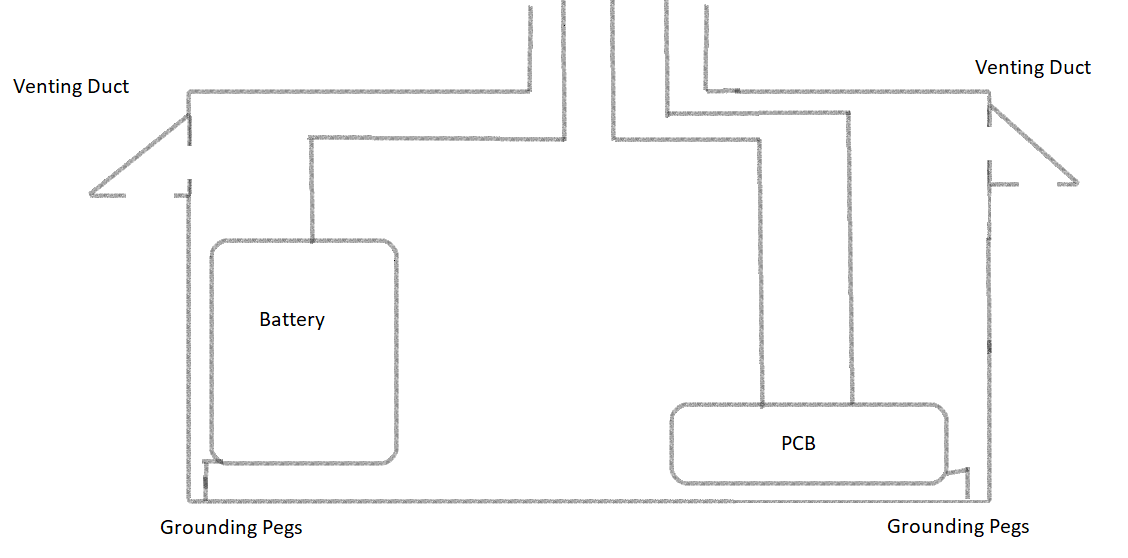 Venting Duct
Venting Duct
Battery
PCB
Grounding Pegs
Grounding Pegs